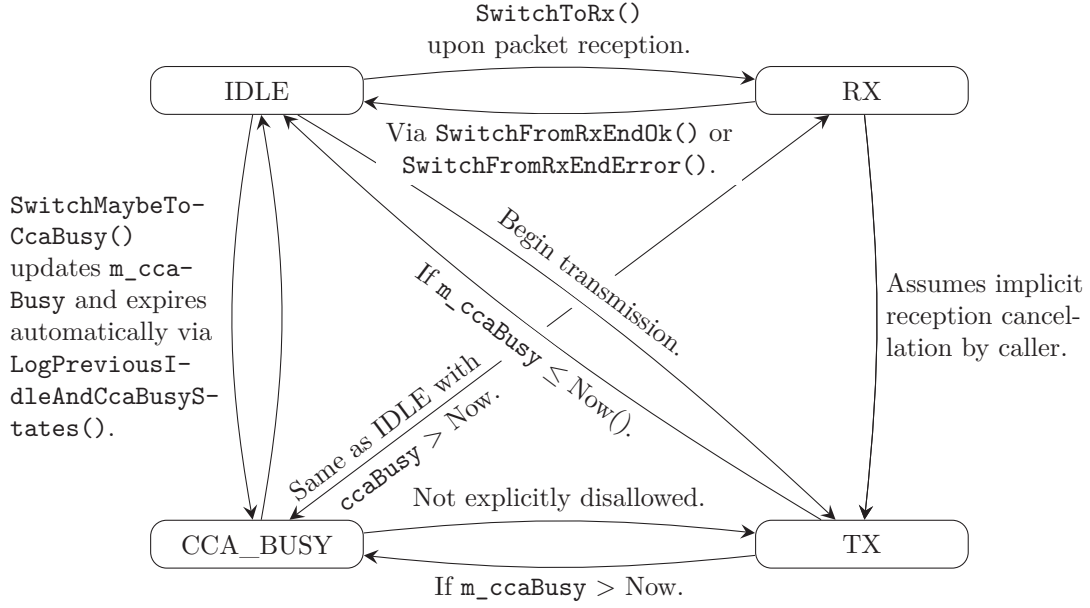 SwitchToRx()
upon packet reception.
IDLE
RX
Via SwitchFromRxEndOk() or
SwitchFromRxEndError().
SwitchMaybeTo-
CcaBusy()
updates m_cca-
Busy and expires
automatically via
LogPreviousI-
dleAndCcaBusyS-
tates().
Begin transmission.
If m_ccaBusy ≤ Now().
Assumes implicit
reception cancel-
lation by caller.
Same as IDLE with
ccaBusy > Now.
Not explicitly disallowed.
CCA_BUSY
TX
If m_ccaBusy > Now.